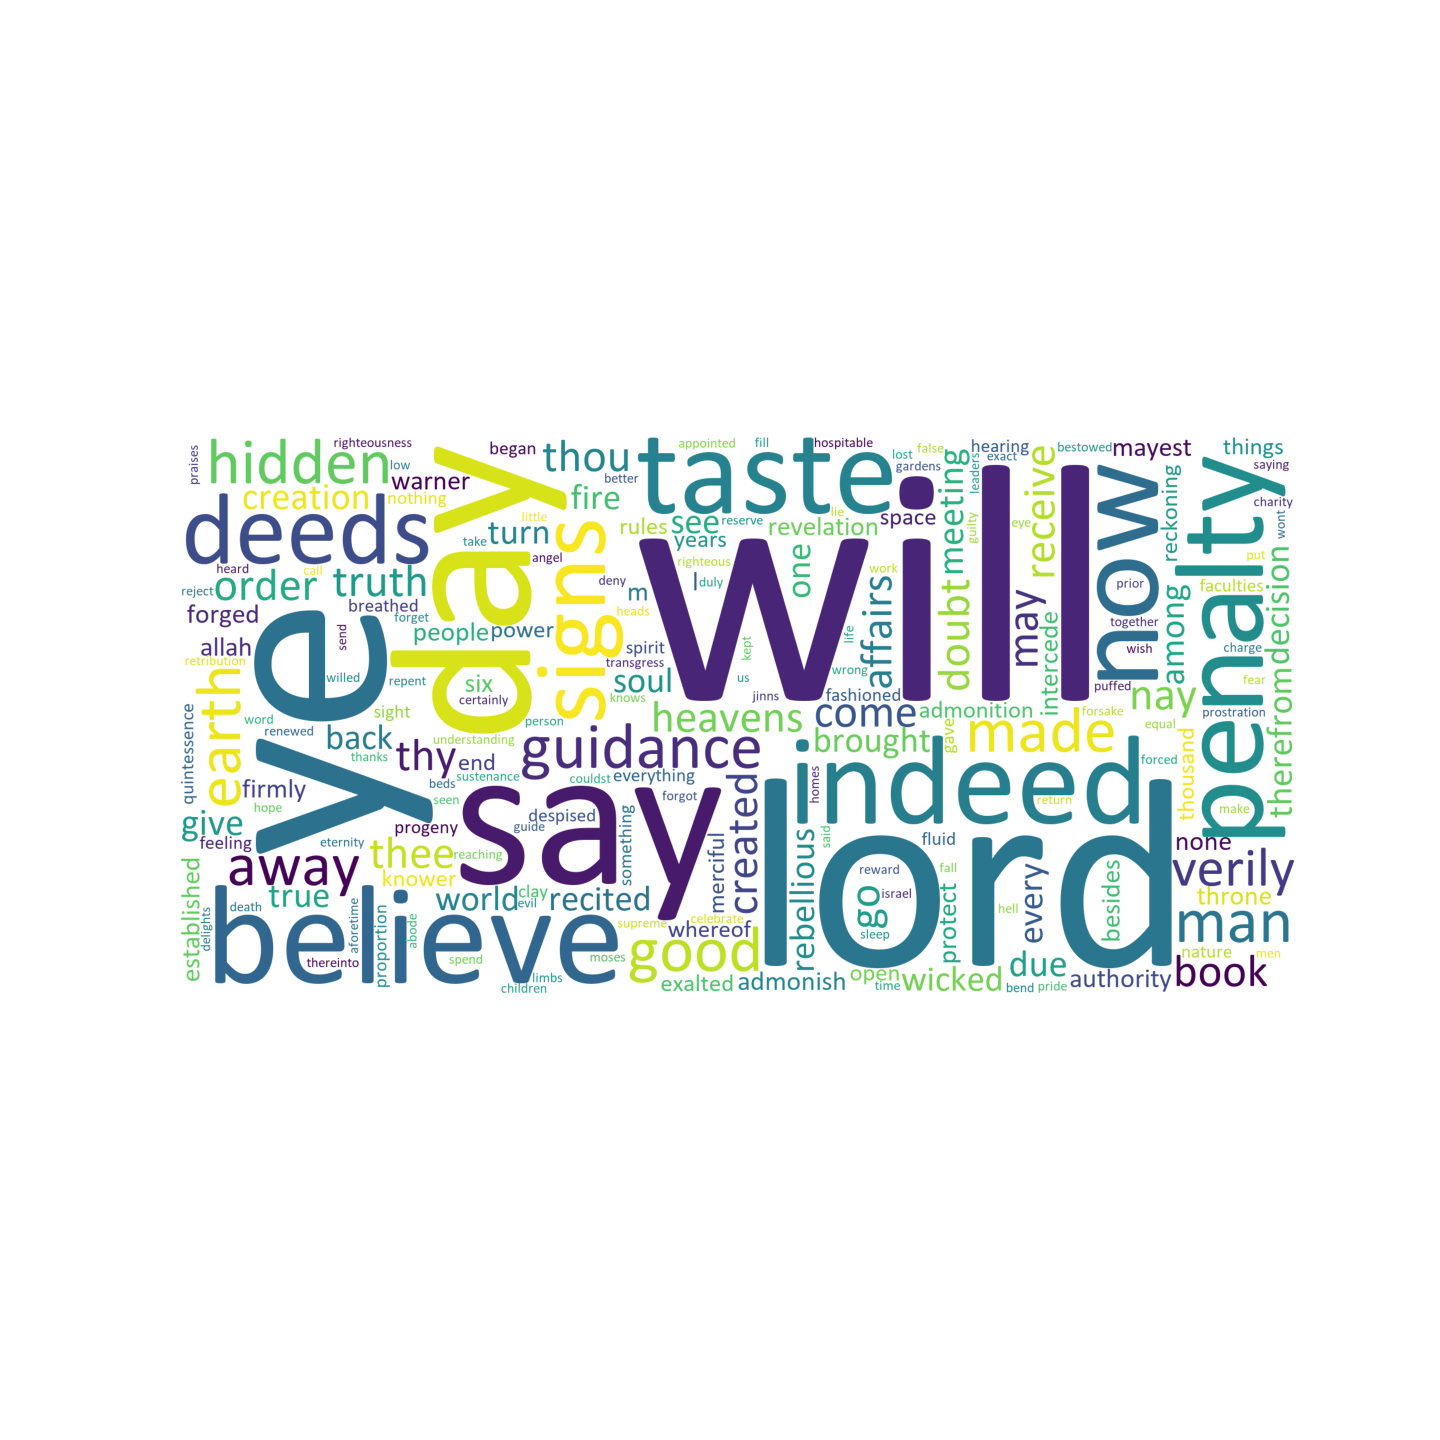 righteousness
began
appointed
fill
hospitable
lost
false
hearing
bestowed
mayest
things
praises
hidden
low
warner
thou
better
taste
gardens
leaders
exact
saying
creation
nothing
fire
meeting
receive
now
reckoning
penalty
charity
wont
deeds
day
little
signs
turn
take
angel
rules
see
years
reserve
revelation
lie
space
guilty
eye
heard
call
reject
order
truth
breathed
forged
forget
righteous
deny
l
duly
m
heads
one
will
work
affairs
doubt
may
intercede
prior
together
among
put
faculties
decision
therefrom
allah
send
people
power
spirit
transgress
kept
life
wrong
us
wish
charge
fear
retribution
ye
willed
repent
six
certainly
soul
knows
jinns
fashioned
puffed
nay
prostration
earth
sight
person
heavens
come
admonition
forsake
equal
word
renewed
back
thanks
understanding
guidance
brought
gave
made
quintessence
thy
end
sustenance
couldst
everything
indeed
forced
thousand
firmly
hope
beds
seen
forgot
homes
return
make
give
feeling
eternity
progeny
say
guide
despised
created
lord
said
fluid
none
away
thee
reaching
something
merciful
rebellious
reward
fall
every
besides
verily
established
knower
true
world
clay
evil
recited
go
israel
protect
hell
throne
delights
death
believe
aforetime
proportion
abode
supreme
celebrate
whereof
sleep
man
thereinto
spend
moses
good
open
due
nature
men
limbs
children
exalted
admonish
time
wicked
bend
pride
authority
book